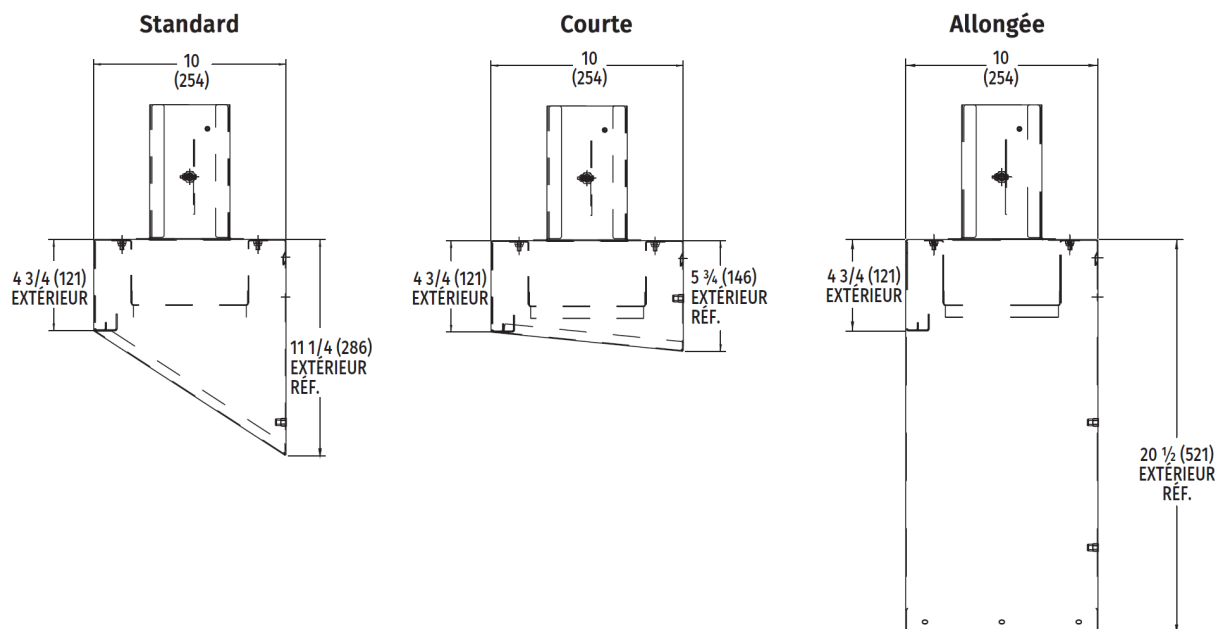 Standard
10
(254)
4 3/4 (121)
EXTÉRIEUR
11 1/4 (286)
EXTÉRIEUR
RÉF.
Courte
10
(254)
4 3/4 (121)
EXTÉRIEUR
5 ¾ (146)
EXTÉRIEUR
RÉF.
Allongée
10
(254)
4 3/4 (121)
EXTÉRIEUR
20 ½ (521)
EXTÉRIEUR
RÉF.